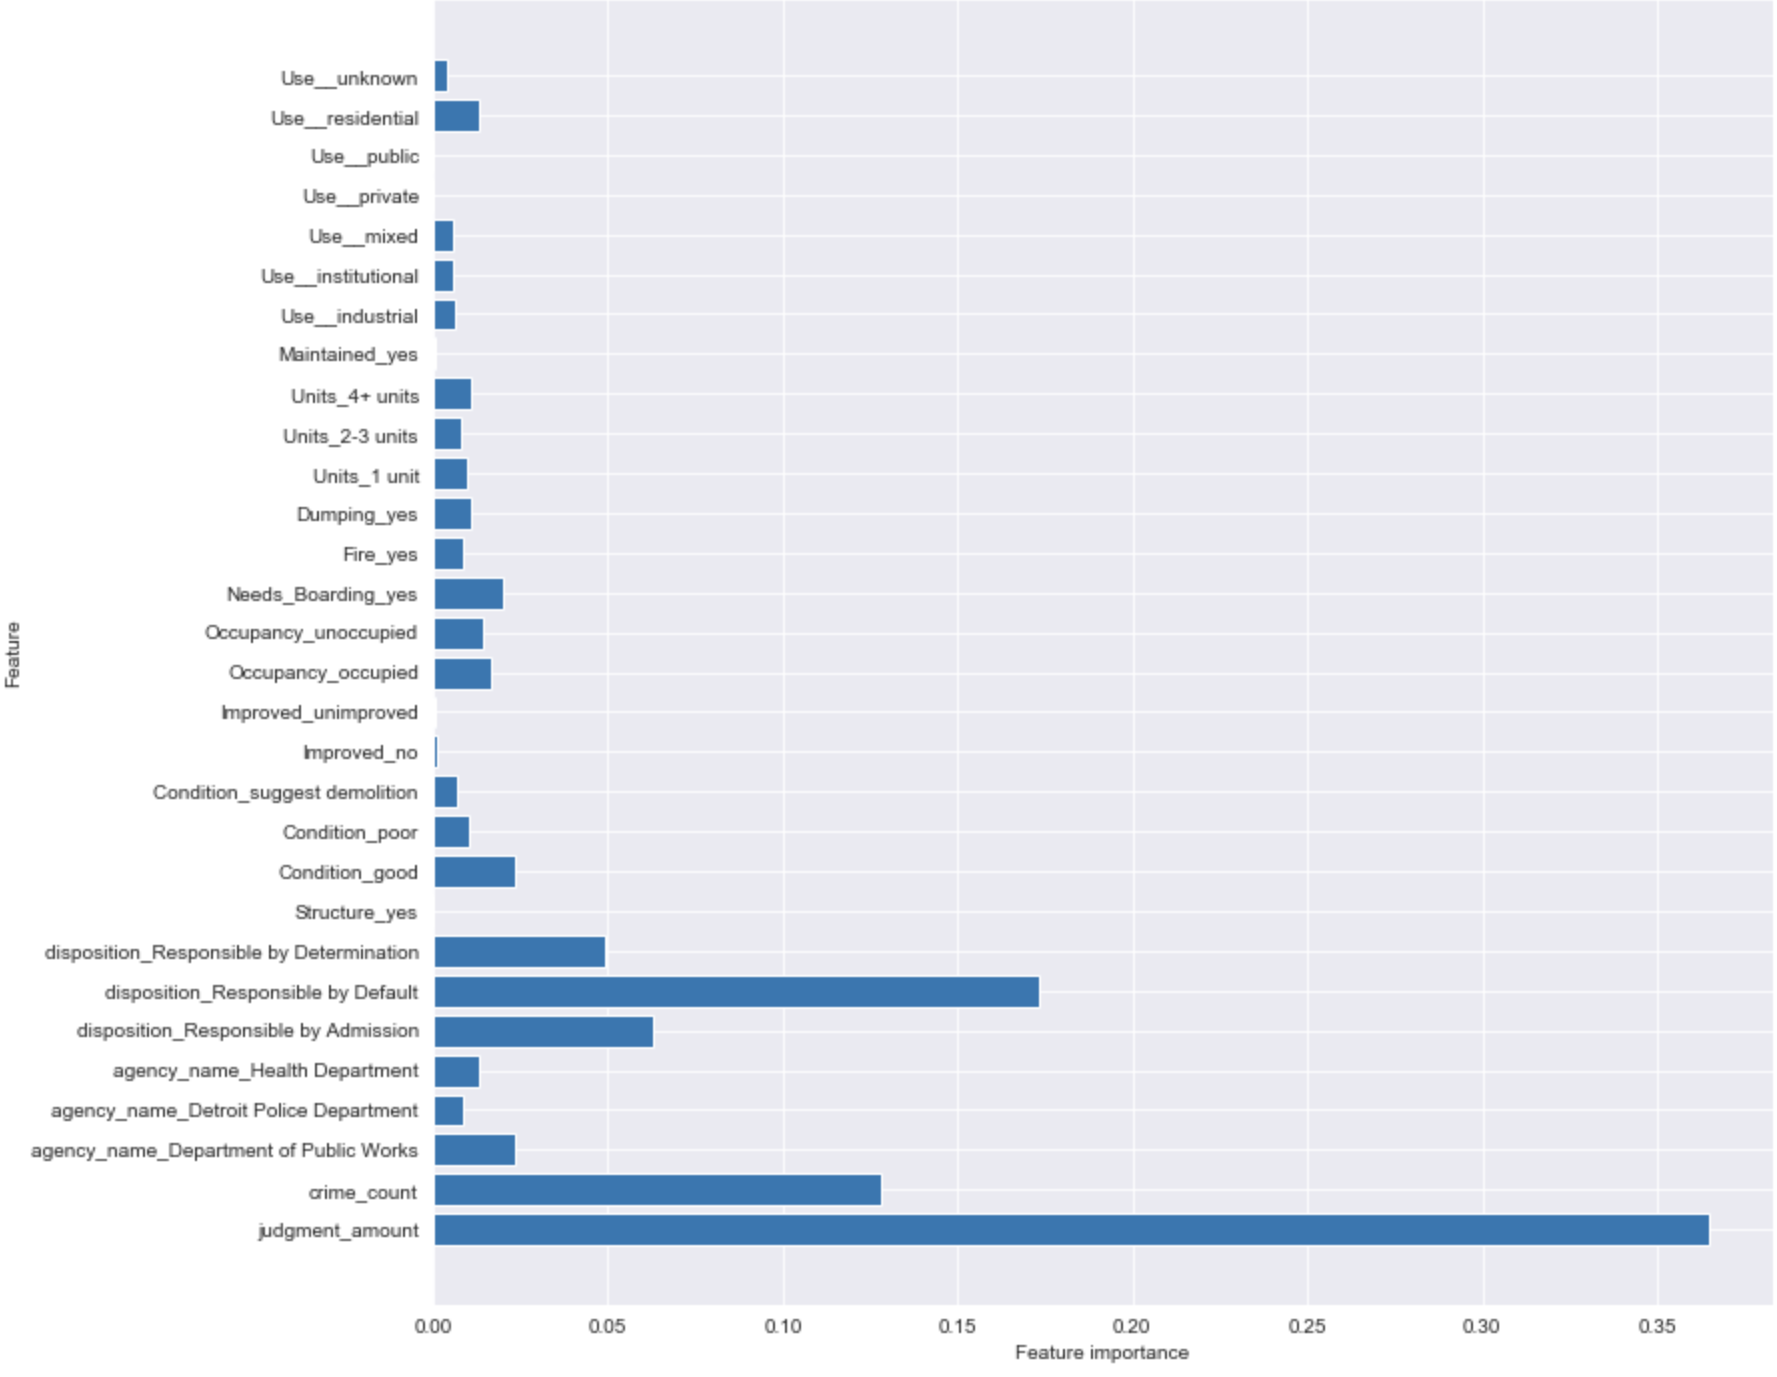 Use__unknown
Use__residential
Use__public
Use__private
Use__mixed
Use__institutional
Use__industrial
Maintained_yes
Units_4+ units
Units_2-3 units
Units_1 unit
Dumping_yes
Fire_yes
Needs_Boarding_yes
Occupancy_unoccupied
Feature
Occupancy_occupied
Improved_unimproved
Improved_no
Condition_suggest demolition
Condition_poor
Condition_good
Structure_yes
disposition_Responsible by Determination
disposition_Responsible by Default
disposition_Responsible by Admission
agency_name_Health Department
agency_name_Detroit Police Department
agency_name_Department of Public Works
crime_count
judgment_amount
0.00 0.05 0.10 0.15 0.20 0.25 0.30 0.35
Feature importance